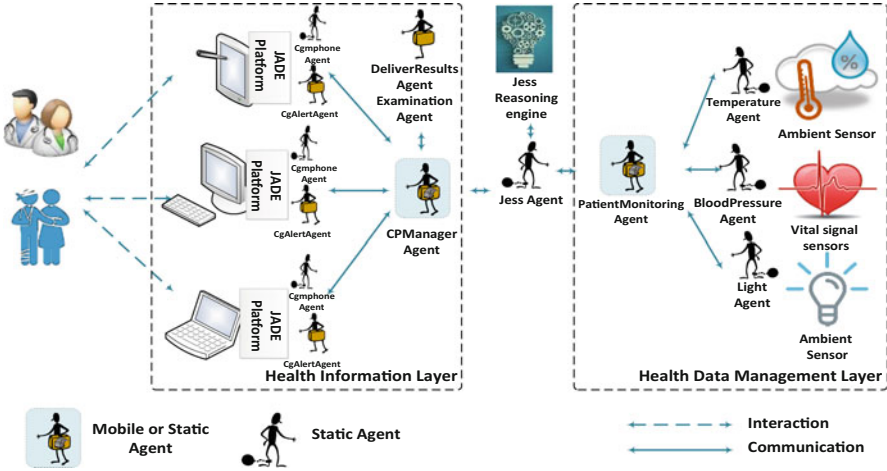 JADE
Platform
Cgmphone
Agent
CgAlertAgent
DeliverResults
Agent
Examination
Agent
JADE
Platform
Cgmphone
Agent
CgAlertAgent
CPManager
Agent
JADE
Platform
Cgmphone
Agent
CgAlertAgent
Health Information Layer
Jess
Reasoning
engine
Jess Agent
PatientMonitoring
Agent
Temperature
Agent
%
Ambient Sensor
BloodPressure
Agent
Vital signal
sensors
Light
Agent
Ambient
Sensor
Health Data Management Layer
Mobile or Static
Agent
Static Agent
Interaction
Communication